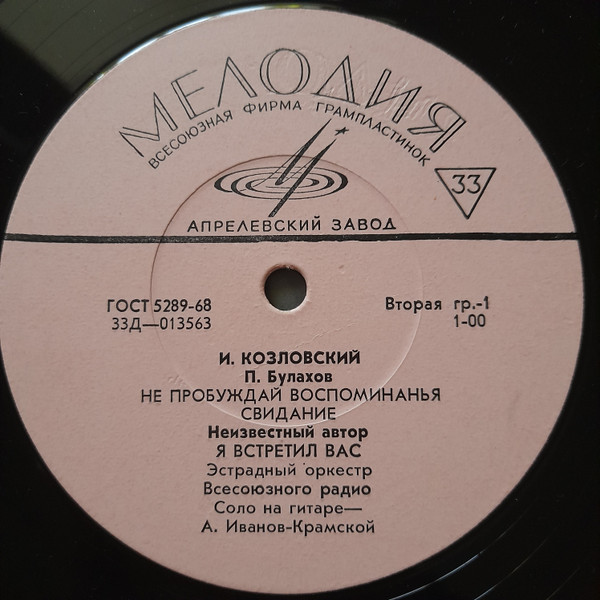 МЕЛОДИЯ
ВСЕСОЮЗНАЯ ФИРМА ГРАМПЛАСТИНОК
33
АПРЕЛЕВСКИЙ ЗАВОД
ГОСТ 5289-68 Вторая гр.-1
33Д—013563 1-00
И. КОЗЛОВСКИЙ
П. Булахов
НЕ ПРОБУЖДАЙ ВОСПОМИНАНЬЯ
СВИДАНИЕ
Неизвестный автор
Я ВСТРЕТИЛ ВАС
Эстрадный оркестр
Всесоюзного радио
Соло на гитаре—
А. Иванов-Крамской